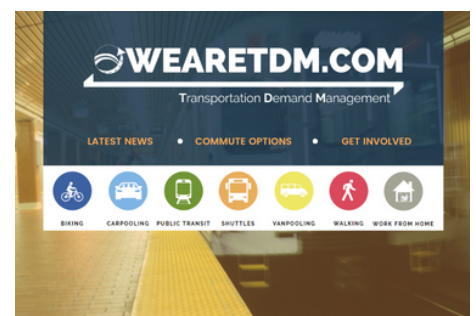 WEARETDM.COM
Transportation Demand Management
LATEST NEWS • COMMUTE OPTIONS • GET INVOLVED
BIKING CARPOOLING PUBLIC TRANSIT SHUTTLES VANPOOLING WALKING WORK FROM HOME